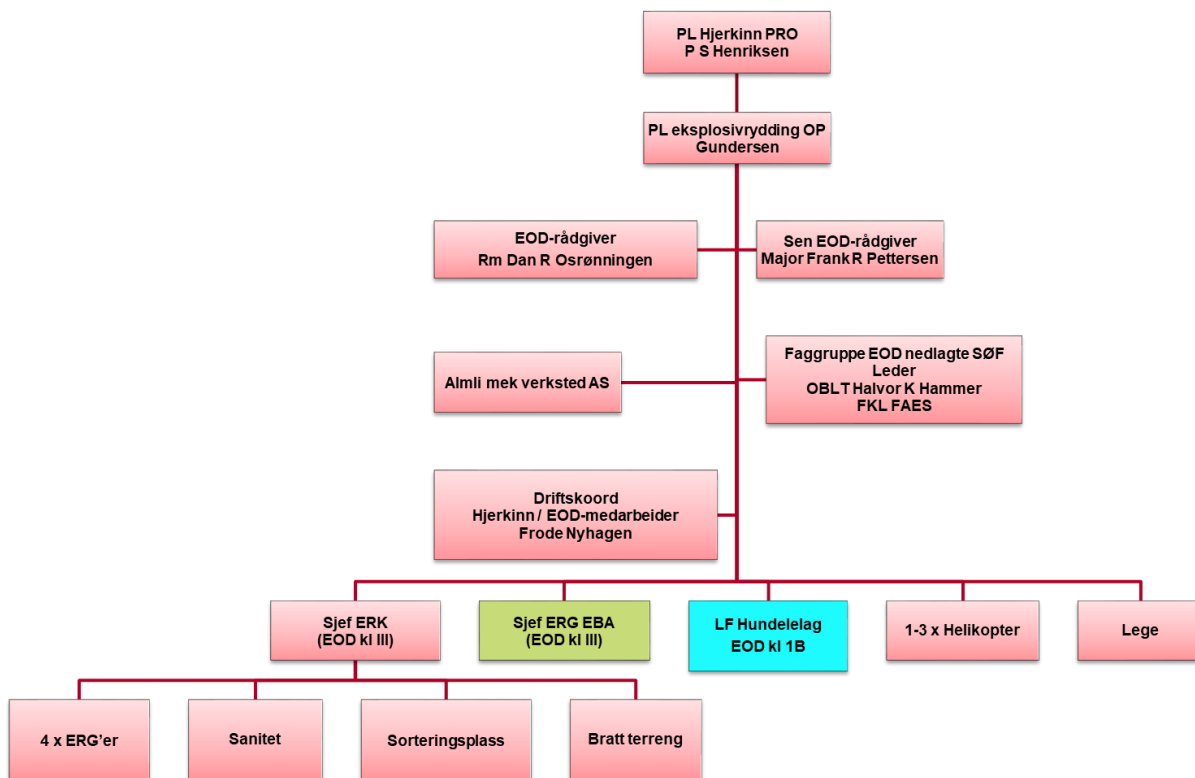 PL Hjerkinn PRO
P S Henriksen
PL eksplosivrydding OP
Gundersen
EOD-rådgiver
Rm Dan R Osrønningen
Sen EOD-rådgiver
Major Frank R Pettersen
Almli mek verksted AS
Faggruppe EOD nedlagte SØF
Leder
OBLT Halvor K Hammer
FKL FAES
Driftskoord
Hjerkinn / EOD-medarbeider
Frode Nyhagen
Sjef ERK
(EOD kl III)
Sjef ERG EBA
(EOD kl III)
LF Hundelelag
EOD kl 1B
1-3 x Helikopter
Lege
4 x ERG’er
Sanitet
Sorteringsplass
Bratt terreng